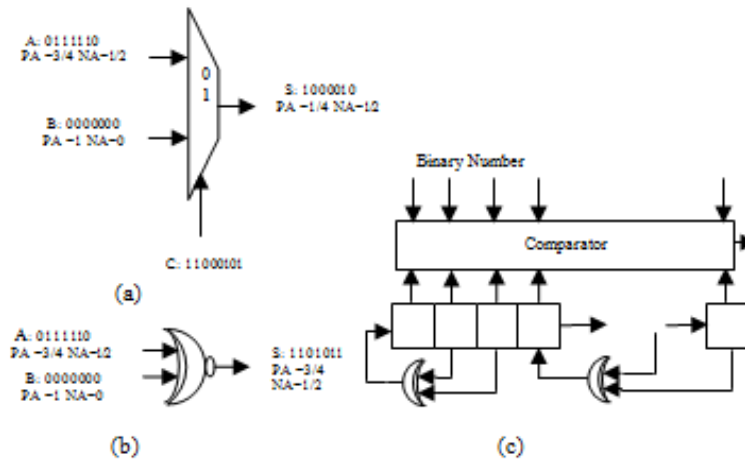 A: 0111110
PA =3/4 NA=1/2
0
1
S: 1000010
PA =1/4 NA=1/2
B: 0000000
PA =1 NA=0
C: 11000101
(a)
A: 0111110
PA =3/4 NA=1/2
B: 0000000
PA =1 NA=0
S: 1101011
PA =3/4
NA=1/2
(b)
Binary Number
Comparator
(c)